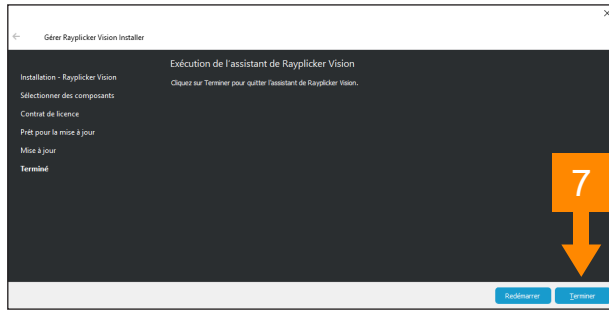 Gérer Rayplicker Vision Installer
Exécution de l'assistant de Rayplicker Vision
Installation - Rayplicker Vision
Cliquez sur Terminer pour quitter l'assistant de Rayplicker Vision.
Sélectionner des composants
Contrat de licence
Prêt pour la mise à jour
Mise à jour
Terminé
7
Redémarrer Terminer